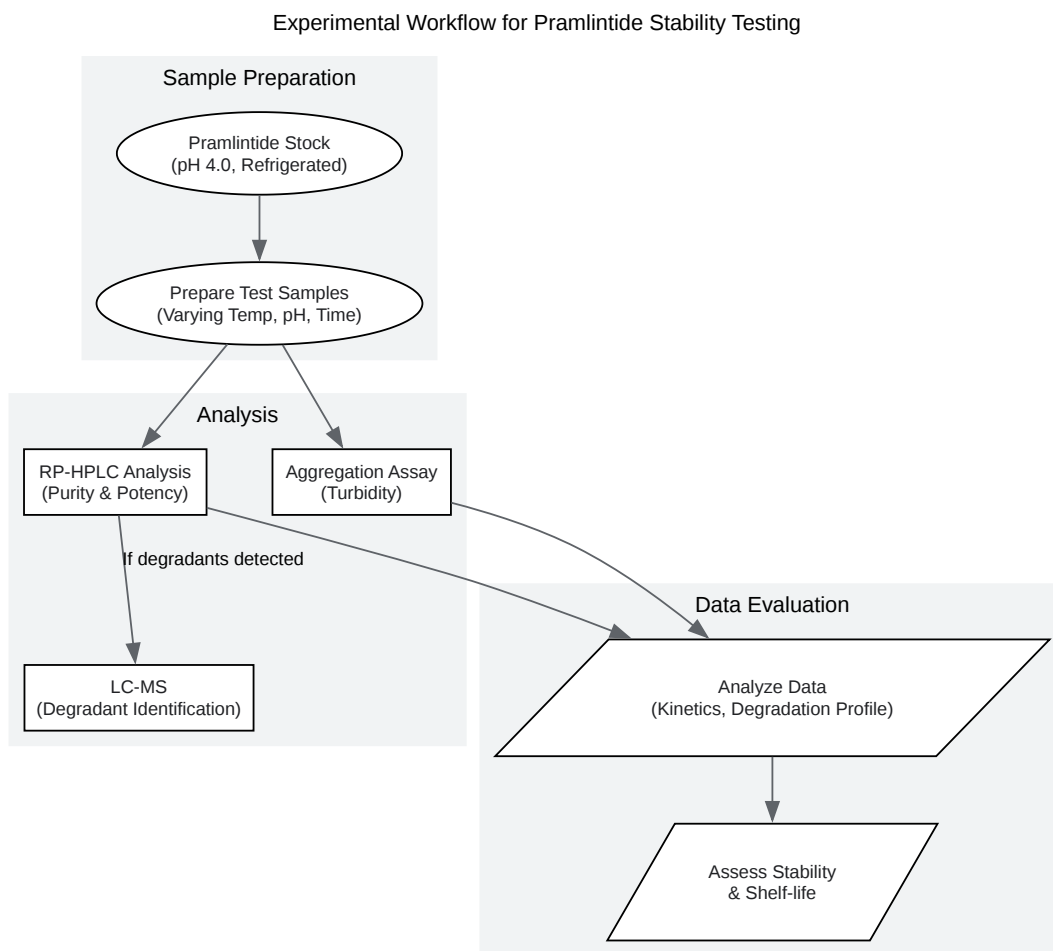 Experimental Workflow for Pramlintide Stability Testing
Sample Preparation
Pramlintide Stock
(pH 4.0, Refrigerated)
Prepare Test Samples
(Varying Temp, pH, Time)
Analysis
RP-HPLC Analysis
(Purity & Potency)
Aggregation Assay
(Turbidity)
If degradants detected
LC-MS
(Degradant Identification)
Data Evaluation
Analyze Data
(Kinetics, Degradation Profile)
Assess Stability
& Shelf-life